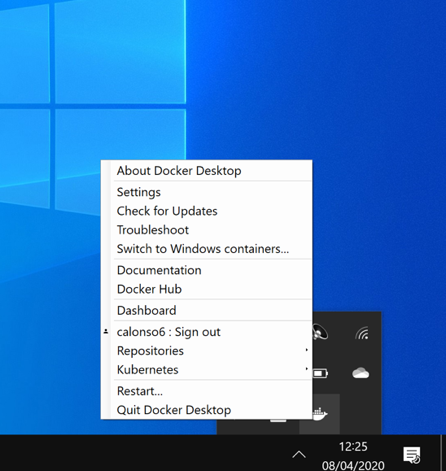 About Docker Desktop
Settings
Check for Updates
Troubleshoot
Switch to Windows containers...
Documentation
Docker Hub
Dashboard
calonso6 : Sign out
Repositories
Kubernetes
Restart...
Quit Docker Desktop
12:25
08/04/2020